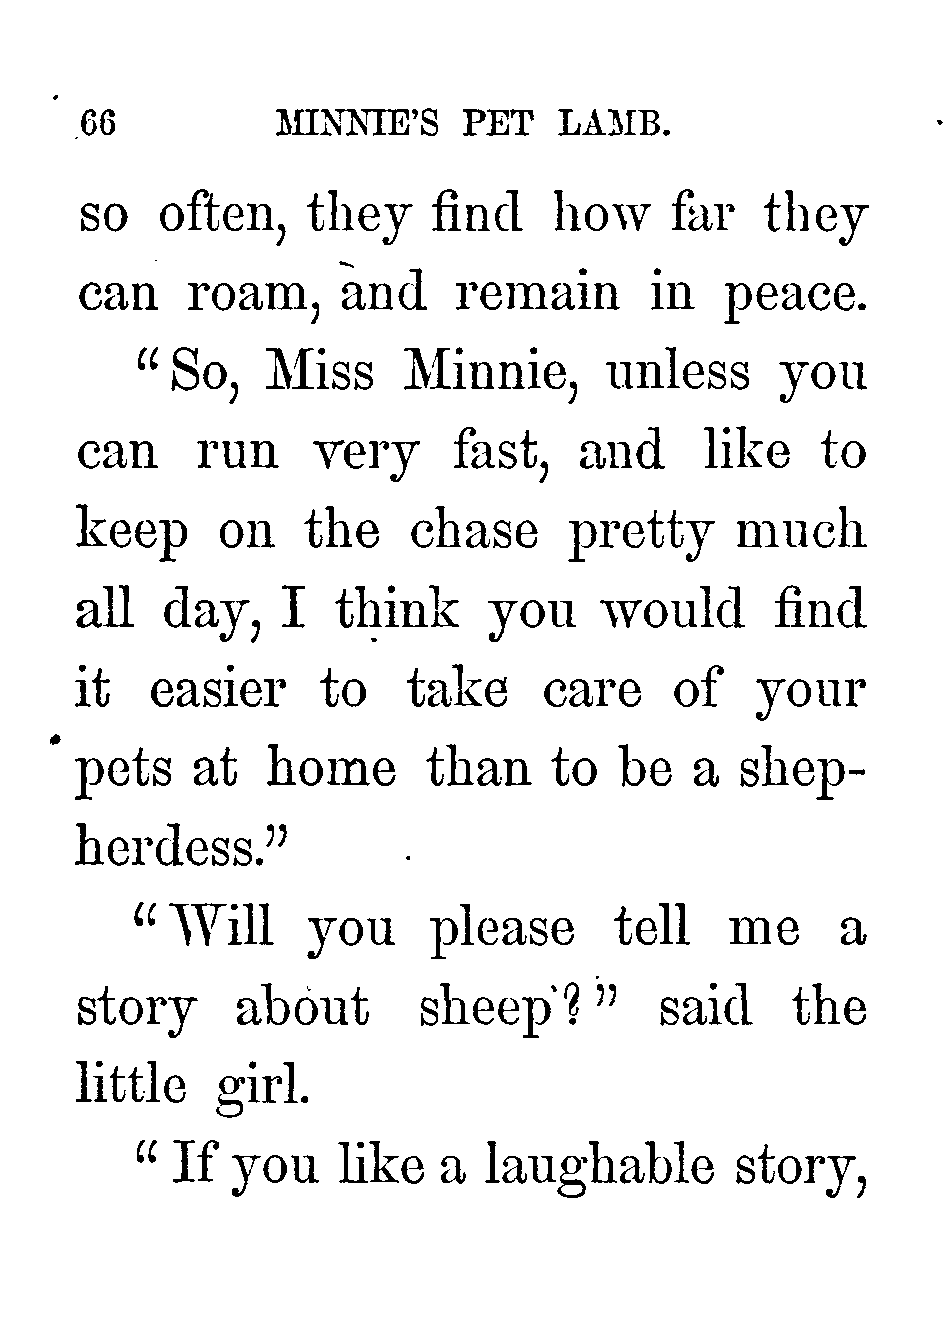 66 MINNIE'S PET LAMB.
so often, they find how far they
can roam, and remain in peace.
"So, Miss Minnie, unless you
can run very fast, and like to
keep on the chase pretty much
all day, I think you would find
it easier to take care of your
pets at home than to be a shep-
herdess."
"Will you please tell me a
story about sheep?" said the
little girl.
"If you like a laughable story,